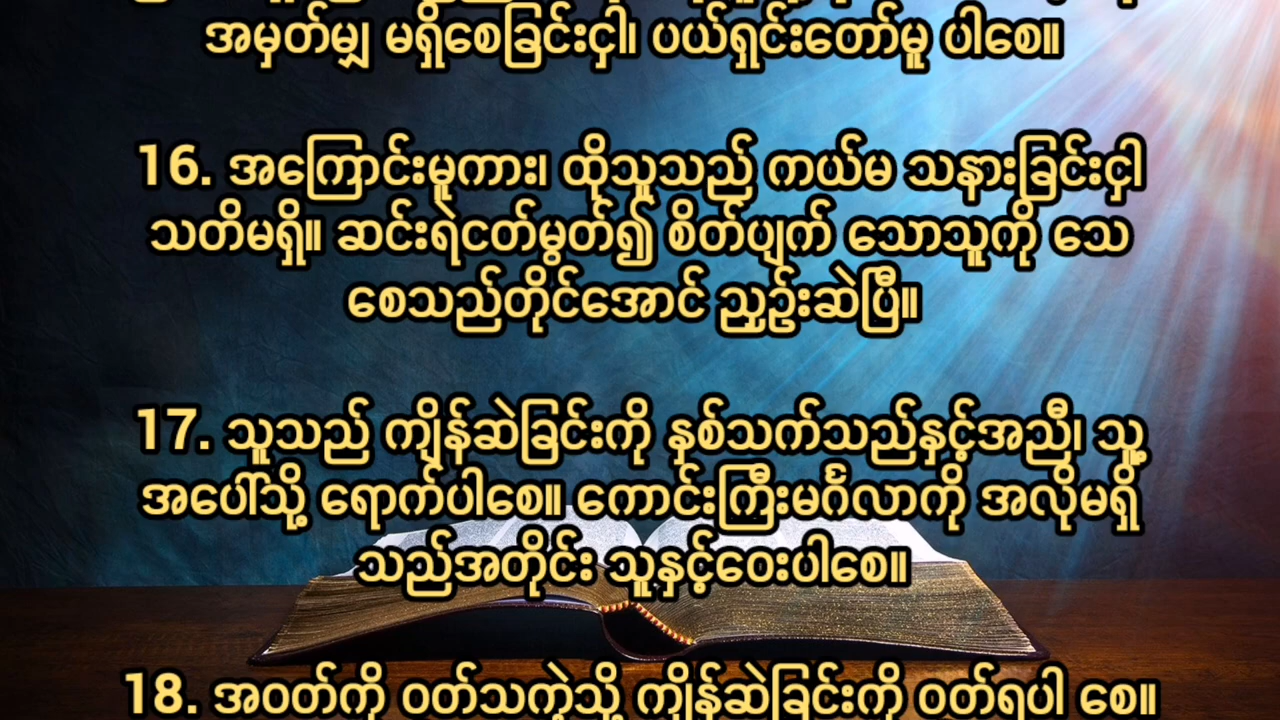 အမှတ်မျှ မရှိစေခြင်းငှါ၊ ပယ်ရှင်းတော်မူ ပါစေ။
16. အကြောင်းမူကား၊ ထိုသူသည် ကယ်မ သနားခြင်းငှါ
သတိမရှိ။ ဆင်းရဲငတ်မွတ်၍ စိတ်ပျက် သောသူကို သေ
စေသည်တိုင်အောင် ညှဉ်းဆဲပြီ။
17. သူသည် ကျိန်ဆဲခြင်းကို နှစ်သက်သည်နှင့်အညီ၊ သူ့
အပေါ်သို့ ရောက်ပါစေ။ ကောင်းကြီးမင်္ဂလာကို အလိုမရှိ
သည်အတိုင်း သူနှင့်ဝေးပါစေ။
18. အဝတ်ကို ဝတ်သကဲ့သို့ ကျိန်ဆဲခြင်းကို ဝတ်ရပါ စေ။